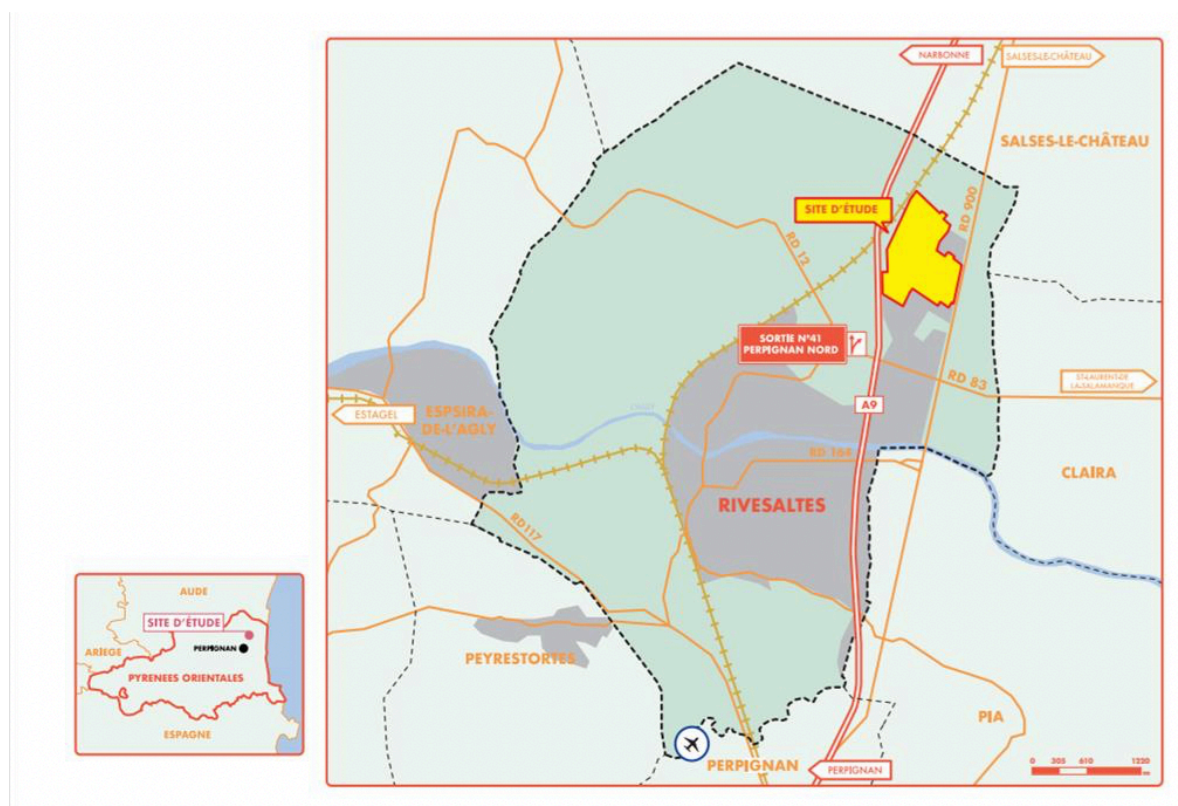 NARBONNE
SALSES-LE-CHÂTEAU
SALSES-LE-CHÂTEAU
SITE D'ÉTUDE
RD 900
RD 12
SORTIE N°41
PERPIGNAN NORD
RD 83
ST-LAURENT-DE
LA-SALAMANQUE
A9
ESTAGEL
ESPSIRA-
DE-L'AGLY
RD 164
CLAIRA
RIVESALTES
RD117
PEYRESTORTES
PIA
PERPIGNAN
PERPIGNAN
0 305 610 1220
m
AUDE
SITE D'ÉTUDE
PERPIGNAN
ARIEGE
PYRENEES ORIENTALES
ESPAGNE